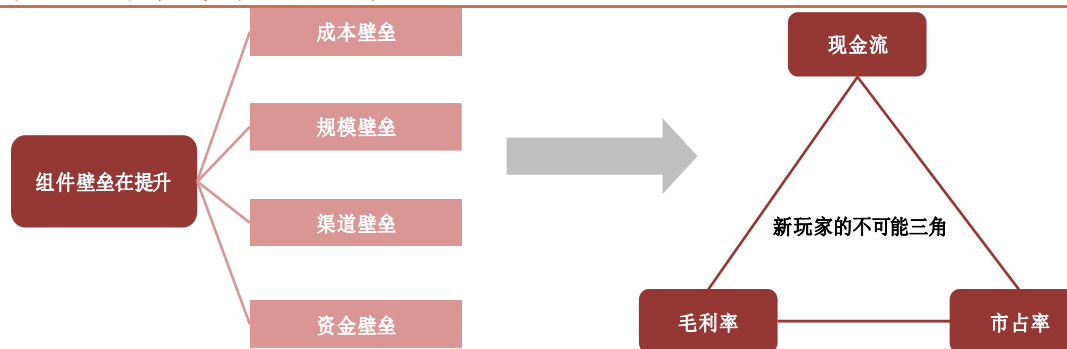 成本壁垒
规模壁垒
组件壁垒在提升
渠道壁垒
资金壁垒
现金流
新玩家的不可能三角
毛利率
市占率